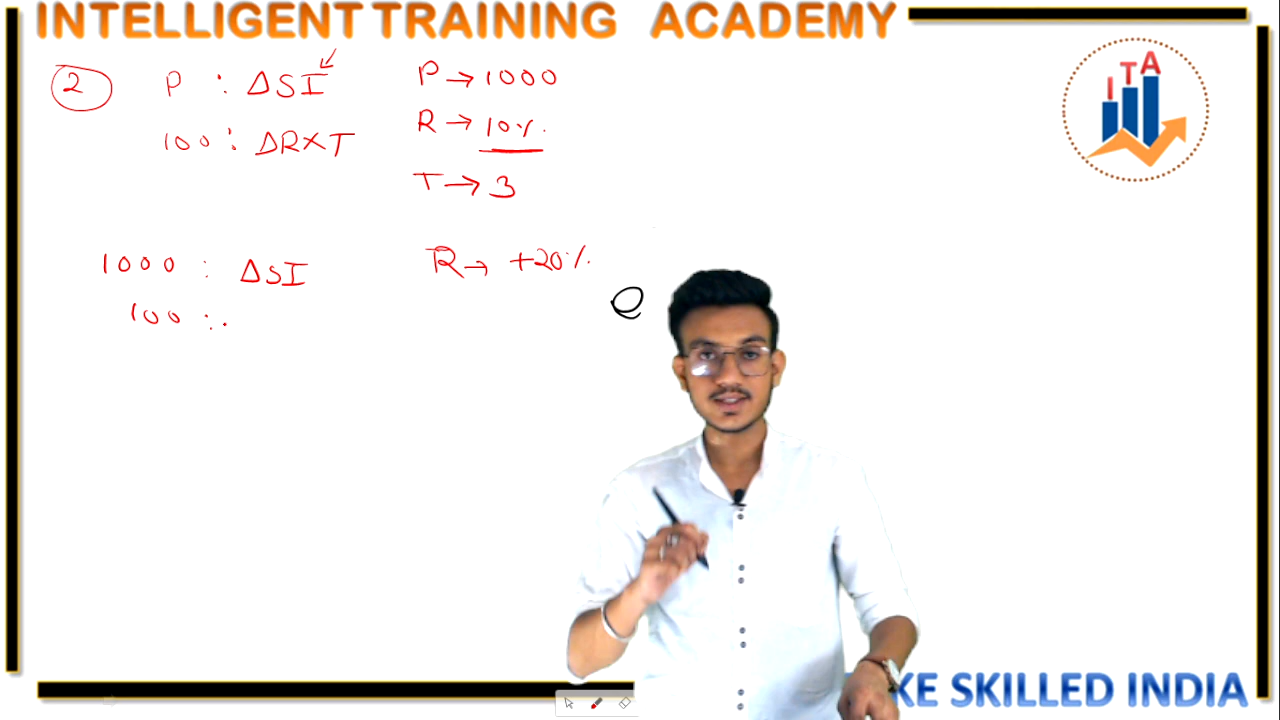 INTELLIGENT TRAINING ACADEMY
ITA
② P : ΔSI
100 : ΔR×T
P → 1000
R → 10%
T → 3
1000 : ΔSI
R → +20%
100 :
KE SKILLED INDIA